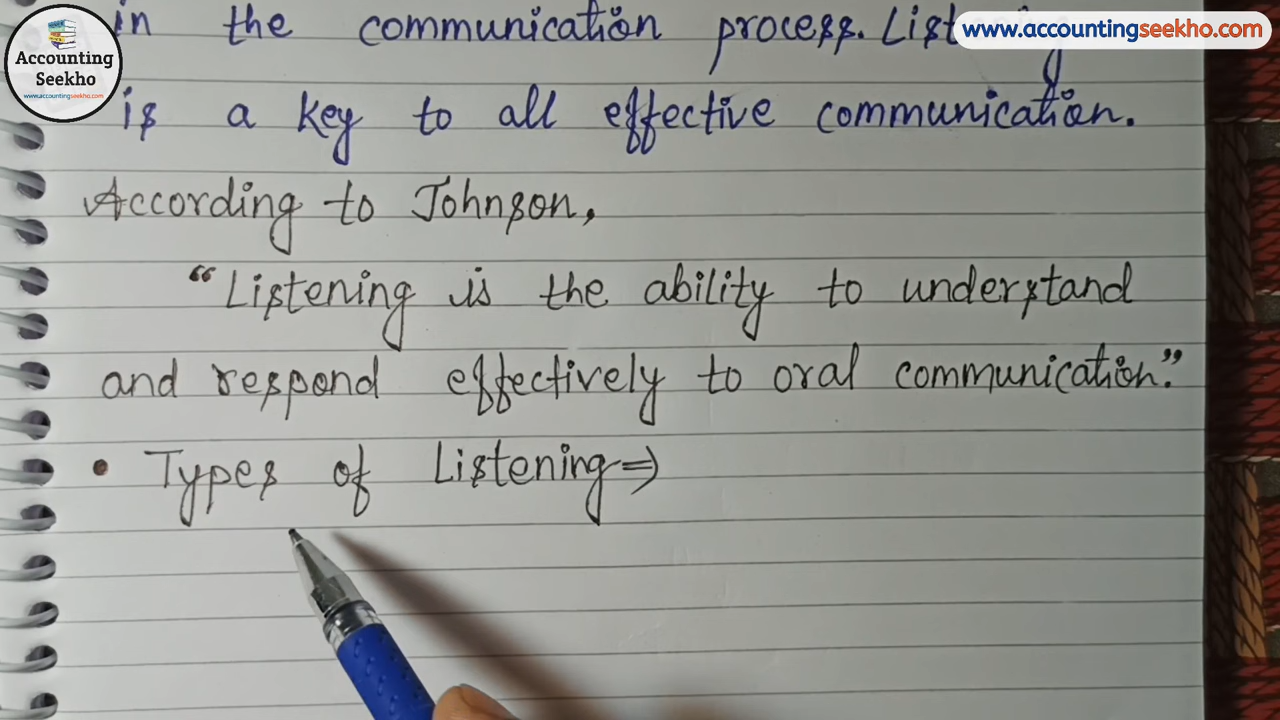 Accounting
Seekho
www.accountingseekho.com
www.accountingseekho.com
in the communication process.
is a key to all effective communication.
According to Johnson,
“Listening is the ability to understand
and respond effectively to oral communication.”
• Types of Listening⇒